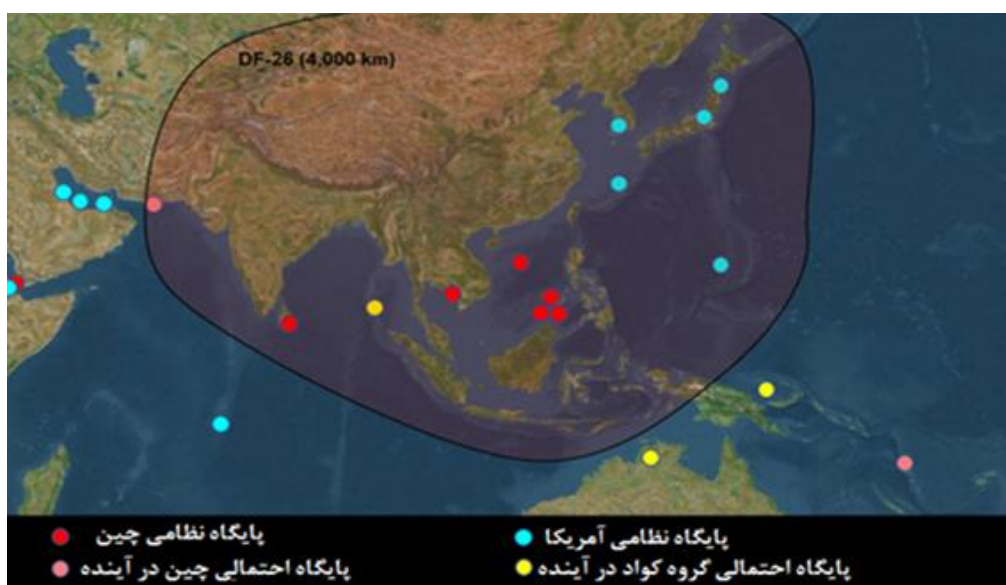 DF-26 (4,000 km)
پایگاه نظامی چین
پایگاه نظامی آمریکا
پایگاه احتمالی چین در آینده
پایگاه احتمالی گروه کواد در آینده